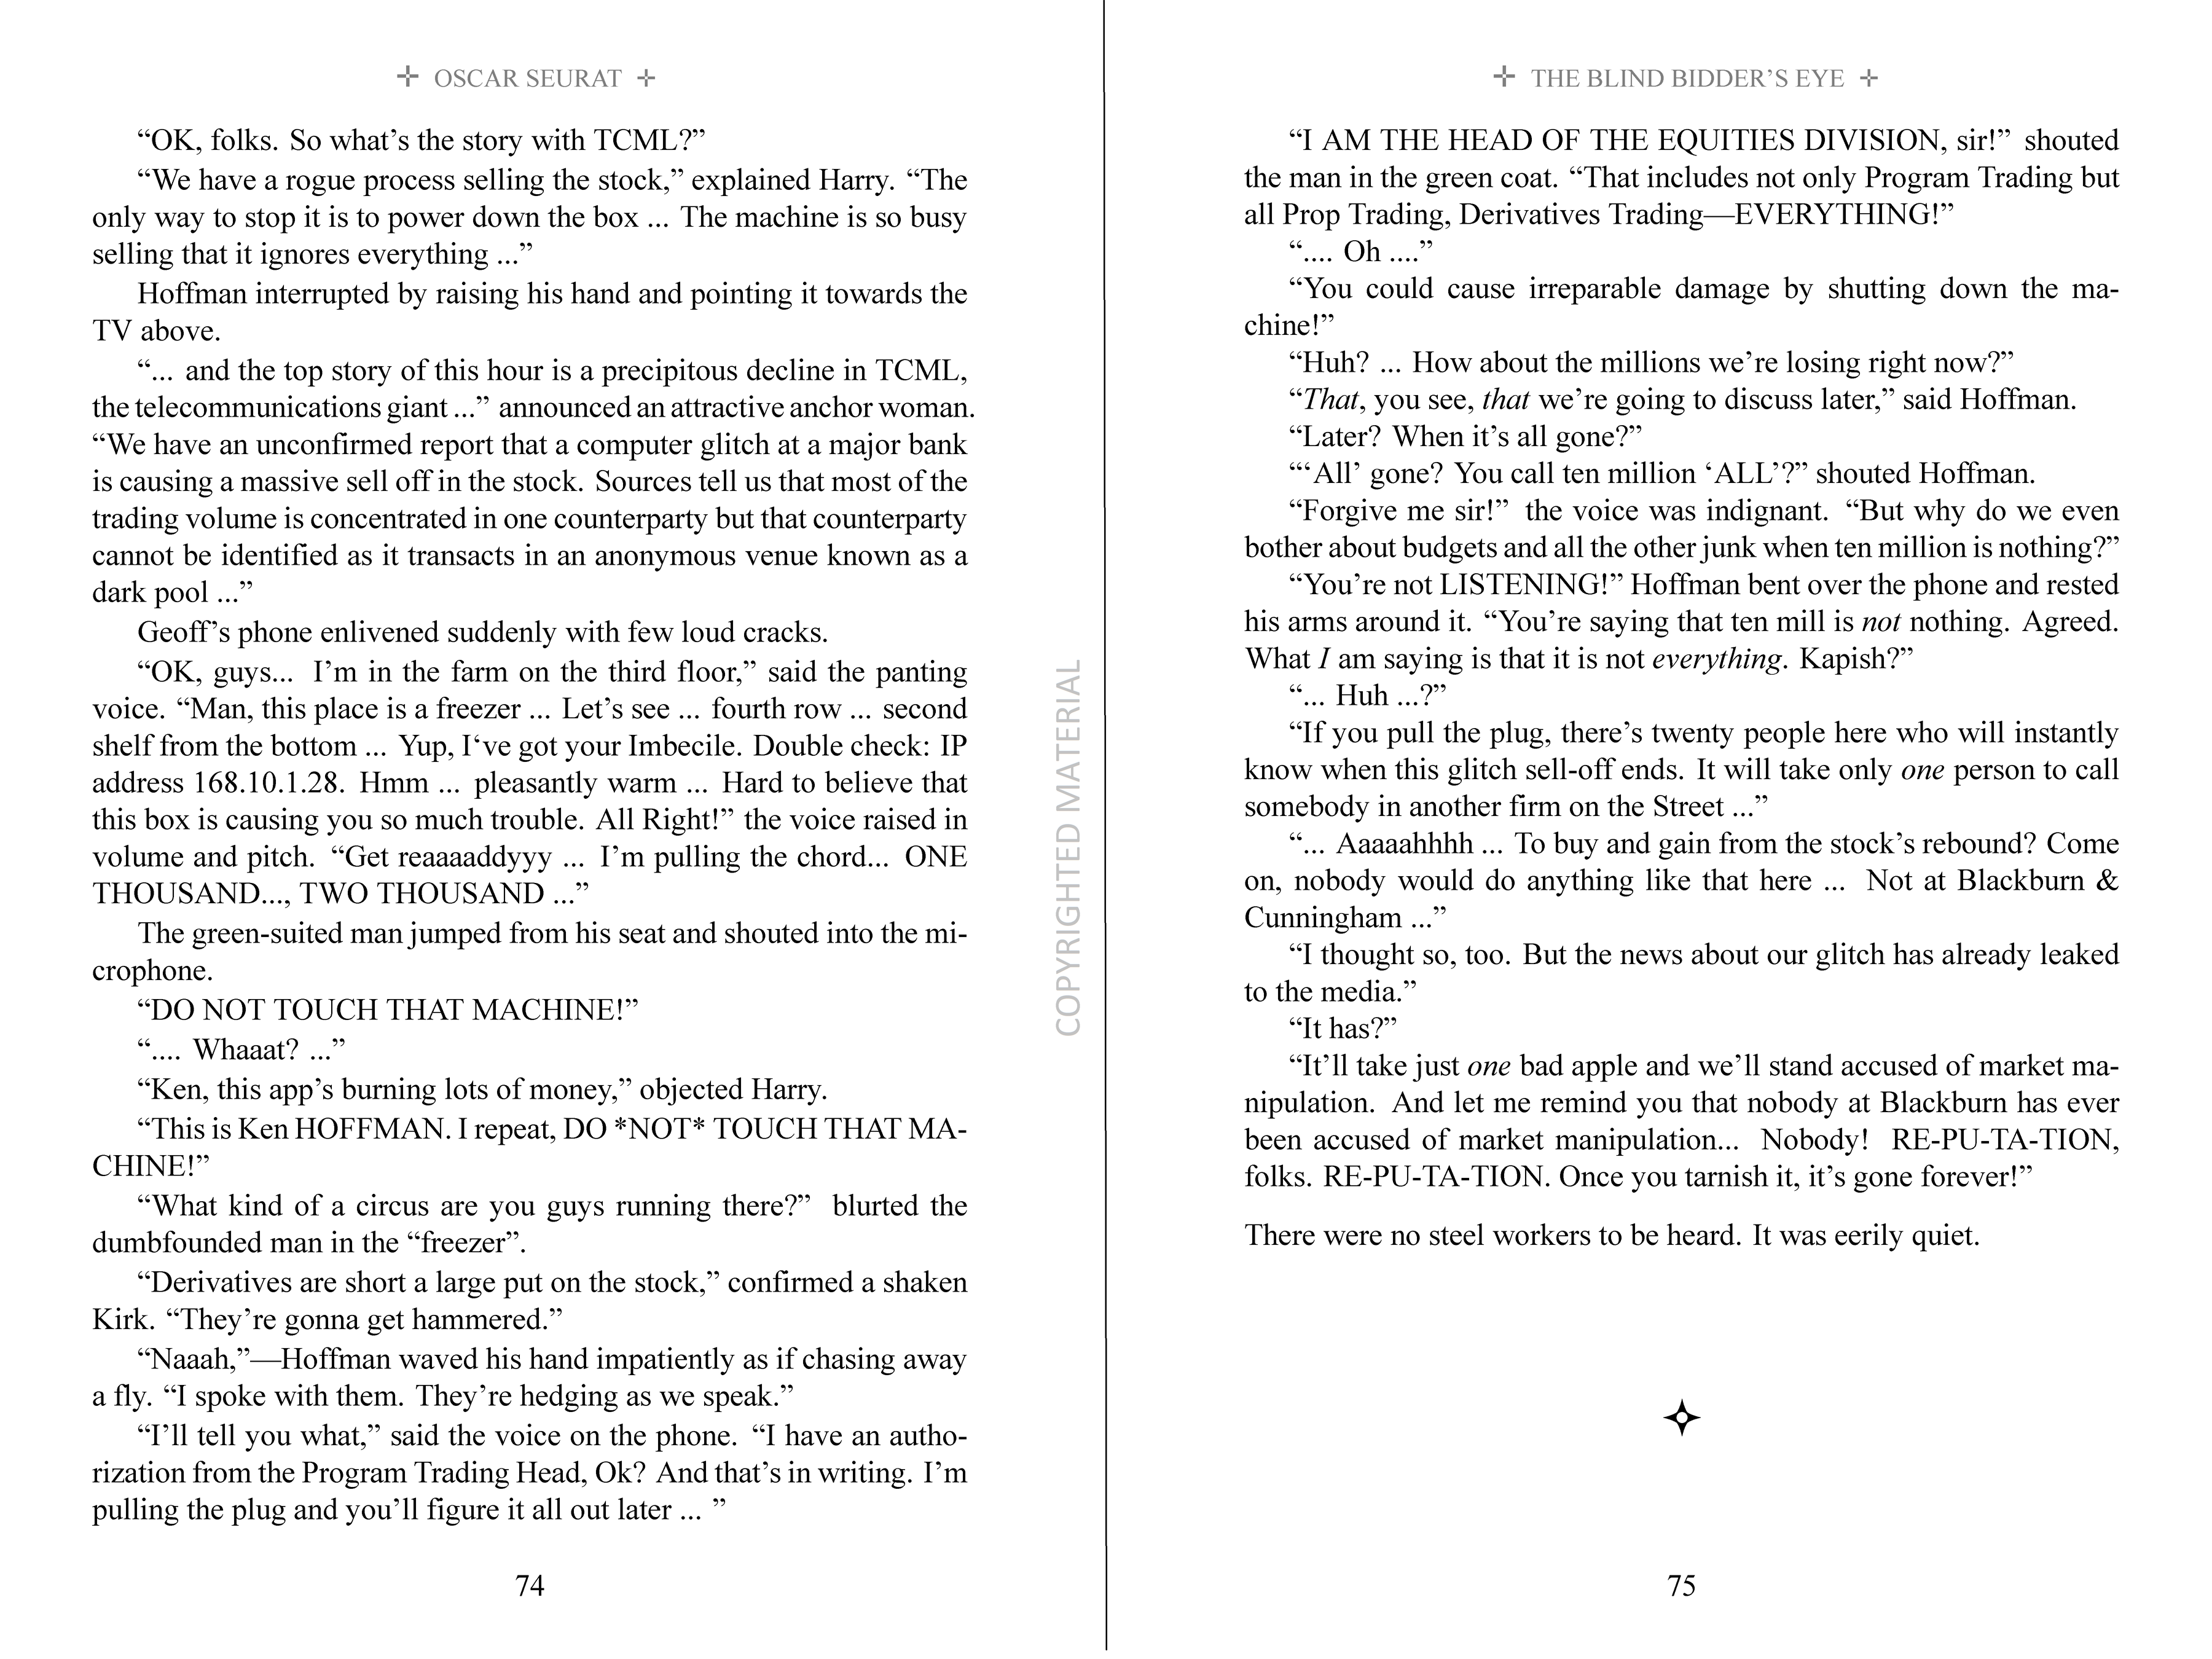 ✛ OSCAR SEURAT ✛
“OK, folks. So what’s the story with TCML?”
“We have a rogue process selling the stock,” explained Harry. “The
only way to stop it is to power down the box ... The machine is so busy
selling that it ignores everything ...”
Hoffman interrupted by raising his hand and pointing it towards the
TV above.
“... and the top story of this hour is a precipitous decline in TCML,
the telecommunications giant ...” announced an attractive anchor woman.
“We have an unconfirmed report that a computer glitch at a major bank
is causing a massive sell off in the stock. Sources tell us that most of the
trading volume is concentrated in one counterparty but that counterparty
cannot be identified as it transacts in an anonymous venue known as a
dark pool ...”
Geoff’s phone enlivened suddenly with few loud cracks.
“OK, guys... I’m in the farm on the third floor,” said the panting
voice. “Man, this place is a freezer ... Let’s see ... fourth row ... second
shelf from the bottom ... Yup, I‘ve got your Imbecile. Double check: IP
address 168.10.1.28. Hmm ... pleasantly warm ... Hard to believe that
this box is causing you so much trouble. All Right!” the voice raised in
volume and pitch. “Get reaaaaddyyy ... I’m pulling the chord... ONE
THOUSAND..., TWO THOUSAND ...”
The green-suited man jumped from his seat and shouted into the mi-
crophone.
“DO NOT TOUCH THAT MACHINE!”
“.... Whaaat? ...”
“Ken, this app’s burning lots of money,” objected Harry.
“This is Ken HOFFMAN. I repeat, DO *NOT* TOUCH THAT MA-
CHINE!”
“What kind of a circus are you guys running there?” blurted the
dumbfounded man in the “freezer”.
“Derivatives are short a large put on the stock,” confirmed a shaken
Kirk. “They’re gonna get hammered.”
“Naaah,”—Hoffman waved his hand impatiently as if chasing away
a fly. “I spoke with them. They’re hedging as we speak.”
“I’ll tell you what,” said the voice on the phone. “I have an autho-
rization from the Program Trading Head, Ok? And that’s in writing. I’m
pulling the plug and you’ll figure it all out later ... ”
74
COPYRIGHTED MATERIAL
✛ THE BLIND BIDDER’S EYE ✛
“I AM THE HEAD OF THE EQUITIES DIVISION, sir!” shouted
the man in the green coat. “That includes not only Program Trading but
all Prop Trading, Derivatives Trading—EVERYTHING!”
“.... Oh ....”
“You could cause irreparable damage by shutting down the ma-
chine!”
“Huh? ... How about the millions we’re losing right now?”
“That, you see, that we’re going to discuss later,” said Hoffman.
“Later? When it’s all gone?”
“‘All’ gone? You call ten million ‘ALL’?” shouted Hoffman.
“Forgive me sir!” the voice was indignant. “But why do we even
bother about budgets and all the other junk when ten million is nothing?”
“You’re not LISTENING!” Hoffman bent over the phone and rested
his arms around it. “You’re saying that ten mill is not nothing. Agreed.
What I am saying is that it is not everything. Kapish?”
“... Huh ...?”
“If you pull the plug, there’s twenty people here who will instantly
know when this glitch sell-off ends. It will take only one person to call
somebody in another firm on the Street ...”
“... Aaaaahhhh ... To buy and gain from the stock’s rebound? Come
on, nobody would do anything like that here ... Not at Blackburn &
Cunningham ...”
“I thought so, too. But the news about our glitch has already leaked
to the media.”
“It has?”
“It’ll take just one bad apple and we’ll stand accused of market ma-
nipulation. And let me remind you that nobody at Blackburn has ever
been accused of market manipulation... Nobody! RE-PU-TA-TION,
folks. RE-PU-TA-TION. Once you tarnish it, it’s gone forever!”
There were no steel workers to be heard. It was eerily quiet.
75